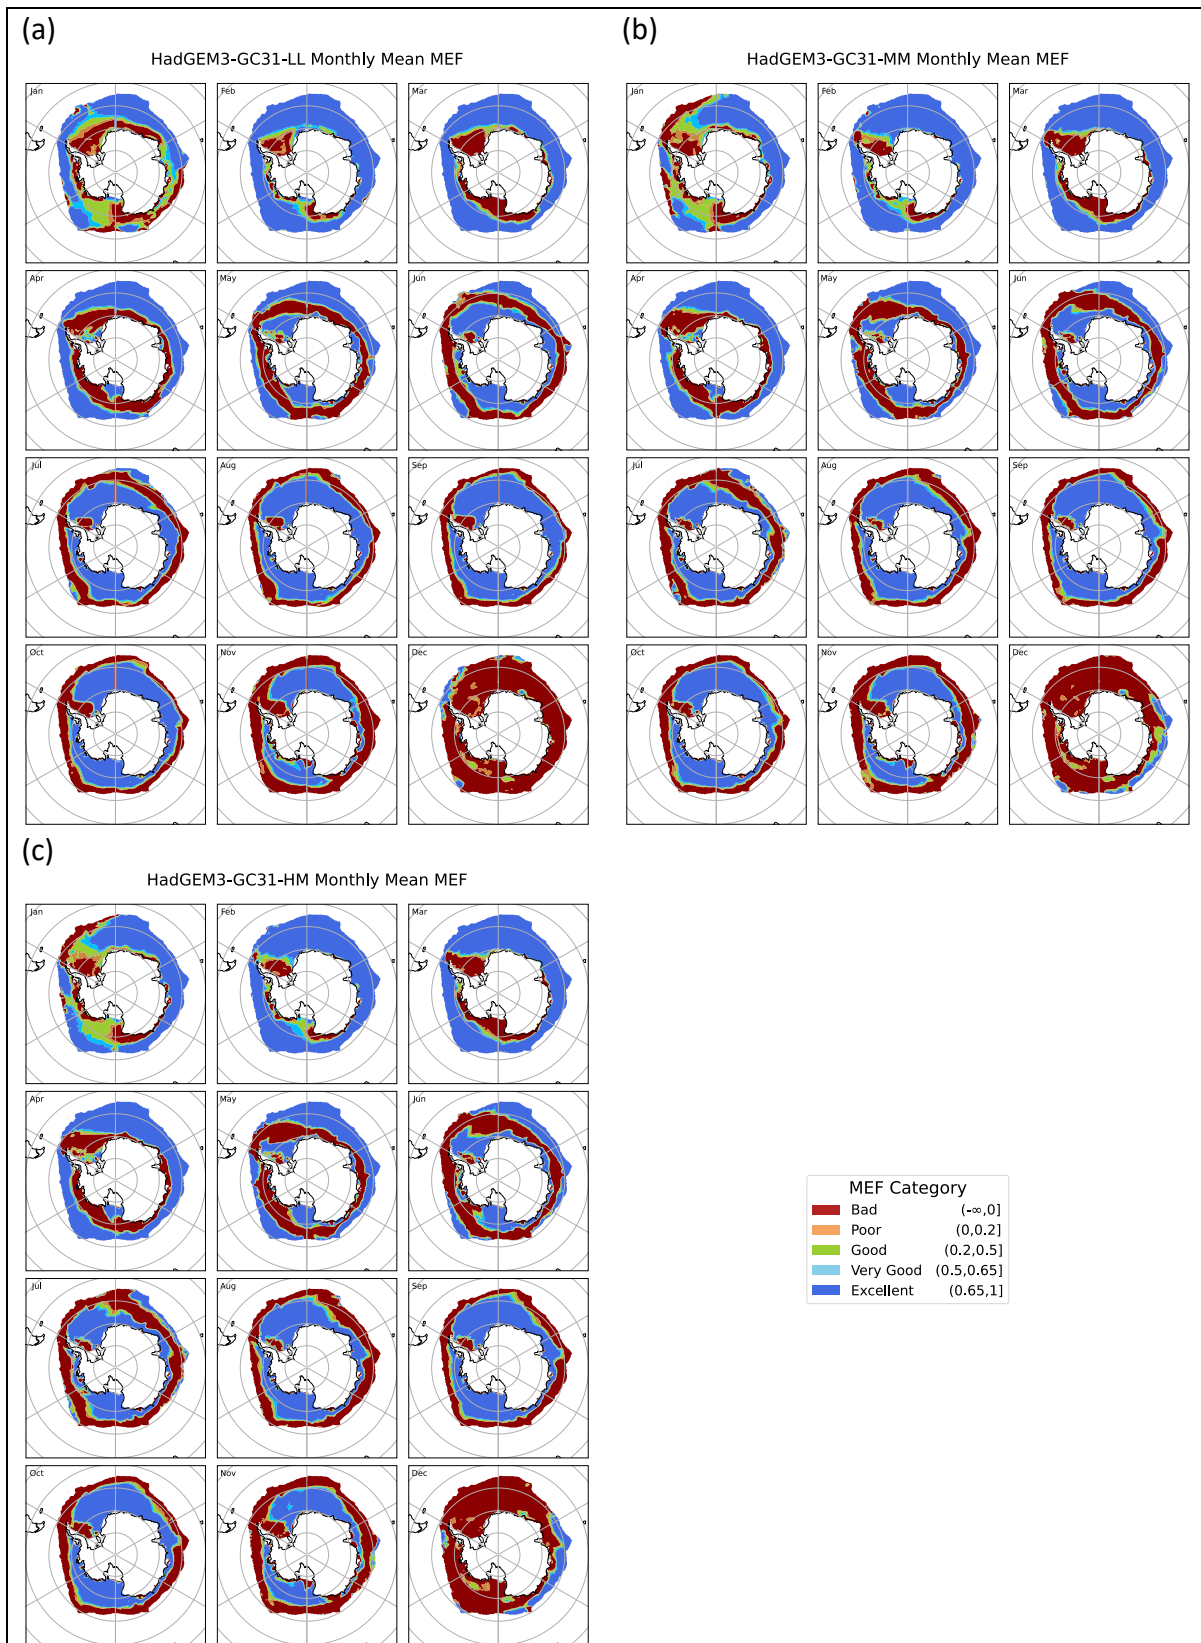 (a)
HadGEM3-GC31-LL Monthly Mean MEF
Jan
Feb
Mar
Apr
May
Jun
Jul
Aug
Sep
Oct
Nov
Dec
(b)
HadGEM3-GC31-MM Monthly Mean MEF
Jan
Feb
Mar
Apr
May
Jun
Jul
Aug
Sep
Oct
Nov
Dec
(c)
HadGEM3-GC31-HM Monthly Mean MEF
Jan
Feb
Mar
Apr
May
Jun
Jul
Aug
Sep
Oct
Nov
Dec
MEF Category
Bad (-∞,0]
Poor (0,0.2]
Good (0.2,0.5]
Very Good (0.5,0.65]
Excellent (0.65,1]